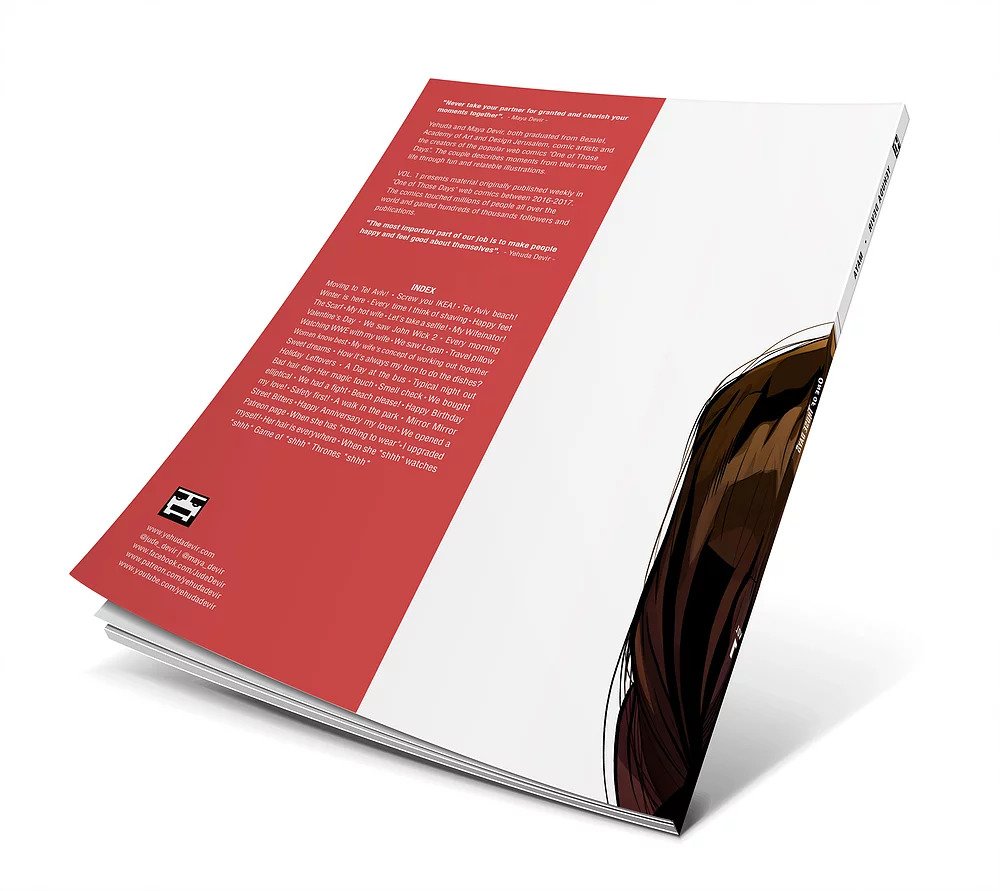 "Never take your partner for granted and cherish your
moments together". - Maya Devir -
Yehuda and Maya Devir, both graduated from Bezalel,
Academy of Art and Design Jerusalem, comic artists and
the creators of the popular web comics "One of Those
Days". The couple describes moments from their married
life through fun and relateble illustrations.
VOL. 1 presents material originally published weekly in
"One of Those Days" web comics between 2016-2017.
The comics touched millions of people all over the
world and gained hundreds of thousands followers and
publications.
"The most important part of our job is to make people
happy and feel good about themselves". - Yehuda Devir -
INDEX
Moving to Tel Aviv! • Screw you IKEA! • Tel Aviv beach!
Winter is here • Every time I think of shaving • Happy feet
The Scarf • My hot wife • Let's take a selfie! • My Wifeinator!
Valentine's Day • We saw John Wick 2 • Every morning
Watching WWE with my wife • We saw Logan • Travel pillow
Women know best • My wife's concept of working out together
Sweet dreams • How it's always my turn to do the dishes?
Holiday Leftovers • A Day at the bus • Typical night out
Bad hair day • Her magic touch • Smell check • We bought
elliptical • We had a fight • Beach please! • Happy Birthday
my love! • Safety first! • A walk in the park • Mirror Mirror
Street Bitters • Happy Anniversary my love! • We opened a
Patreon page • When she has "nothing to wear" • I upgraded
myself! • Her hair is everywhere • When she "shhh" watches
"shhh" Game of "shhh" Thrones "shhh"
www.yehudadevir.com
@jude_devir | @maya_devir
www.facebook.com/JudeDevir
www.patreon.com/yehudadevir
www.youtube.com/yehudadevir